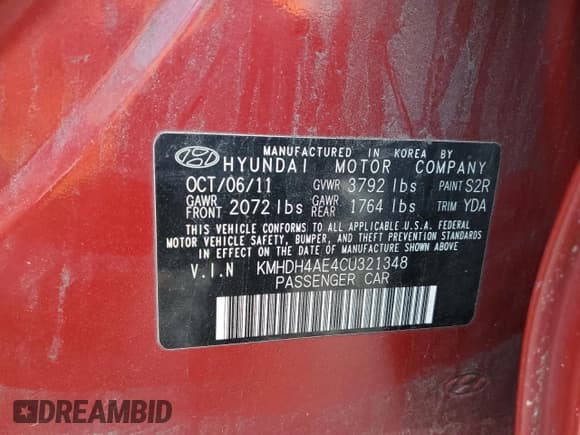 MANUFACTURED IN KOREA BY
HYUNDAI MOTOR COMPANY
OCT/06/11 GVWR 3792 lbs PAINT S2R
GAWR FRONT 2072 lbs GAWR REAR 1764 lbs TRIM YDA
THIS VEHICLE CONFORMS TO ALL APPLICABLE U.S.A. FEDERAL
MOTOR VEHICLE SAFETY, BUMPER, AND THEFT PREVENTION STANDARDS
IN EFFECT ON THE DATE OF MANUFACTURE SHOWN ABOVE.
V.I.N KMHDH4AE4CU321348
PASSENGER CAR
DREAMBID